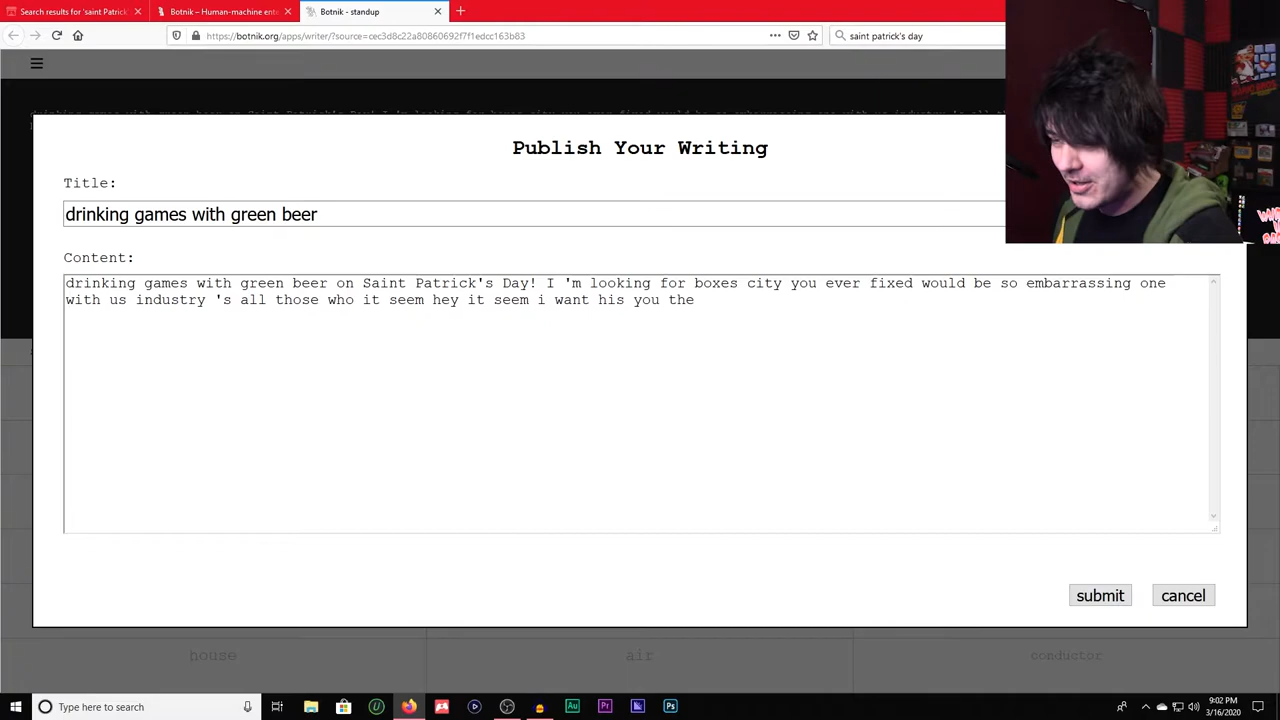 Search results for 'saint Patrick'
Botnik – Human-machine ente
Botnik - standup
https://botnik.org/apps/writer/?source=cec3d8c22a80860692f7f1edcc163b83
saint patrick's day
Publish Your Writing
Title:
drinking games with green beer
Content:
drinking games with green beer on Saint Patrick's Day! I 'm looking for boxes city you ever fixed would be so embarrassing one
with us industry 's all those who it seem hey it seem i want his you the
submit
cancel
house
air
conductor
Type here to search
Au
Pr
Ps
9:02 PM
3/16/2020